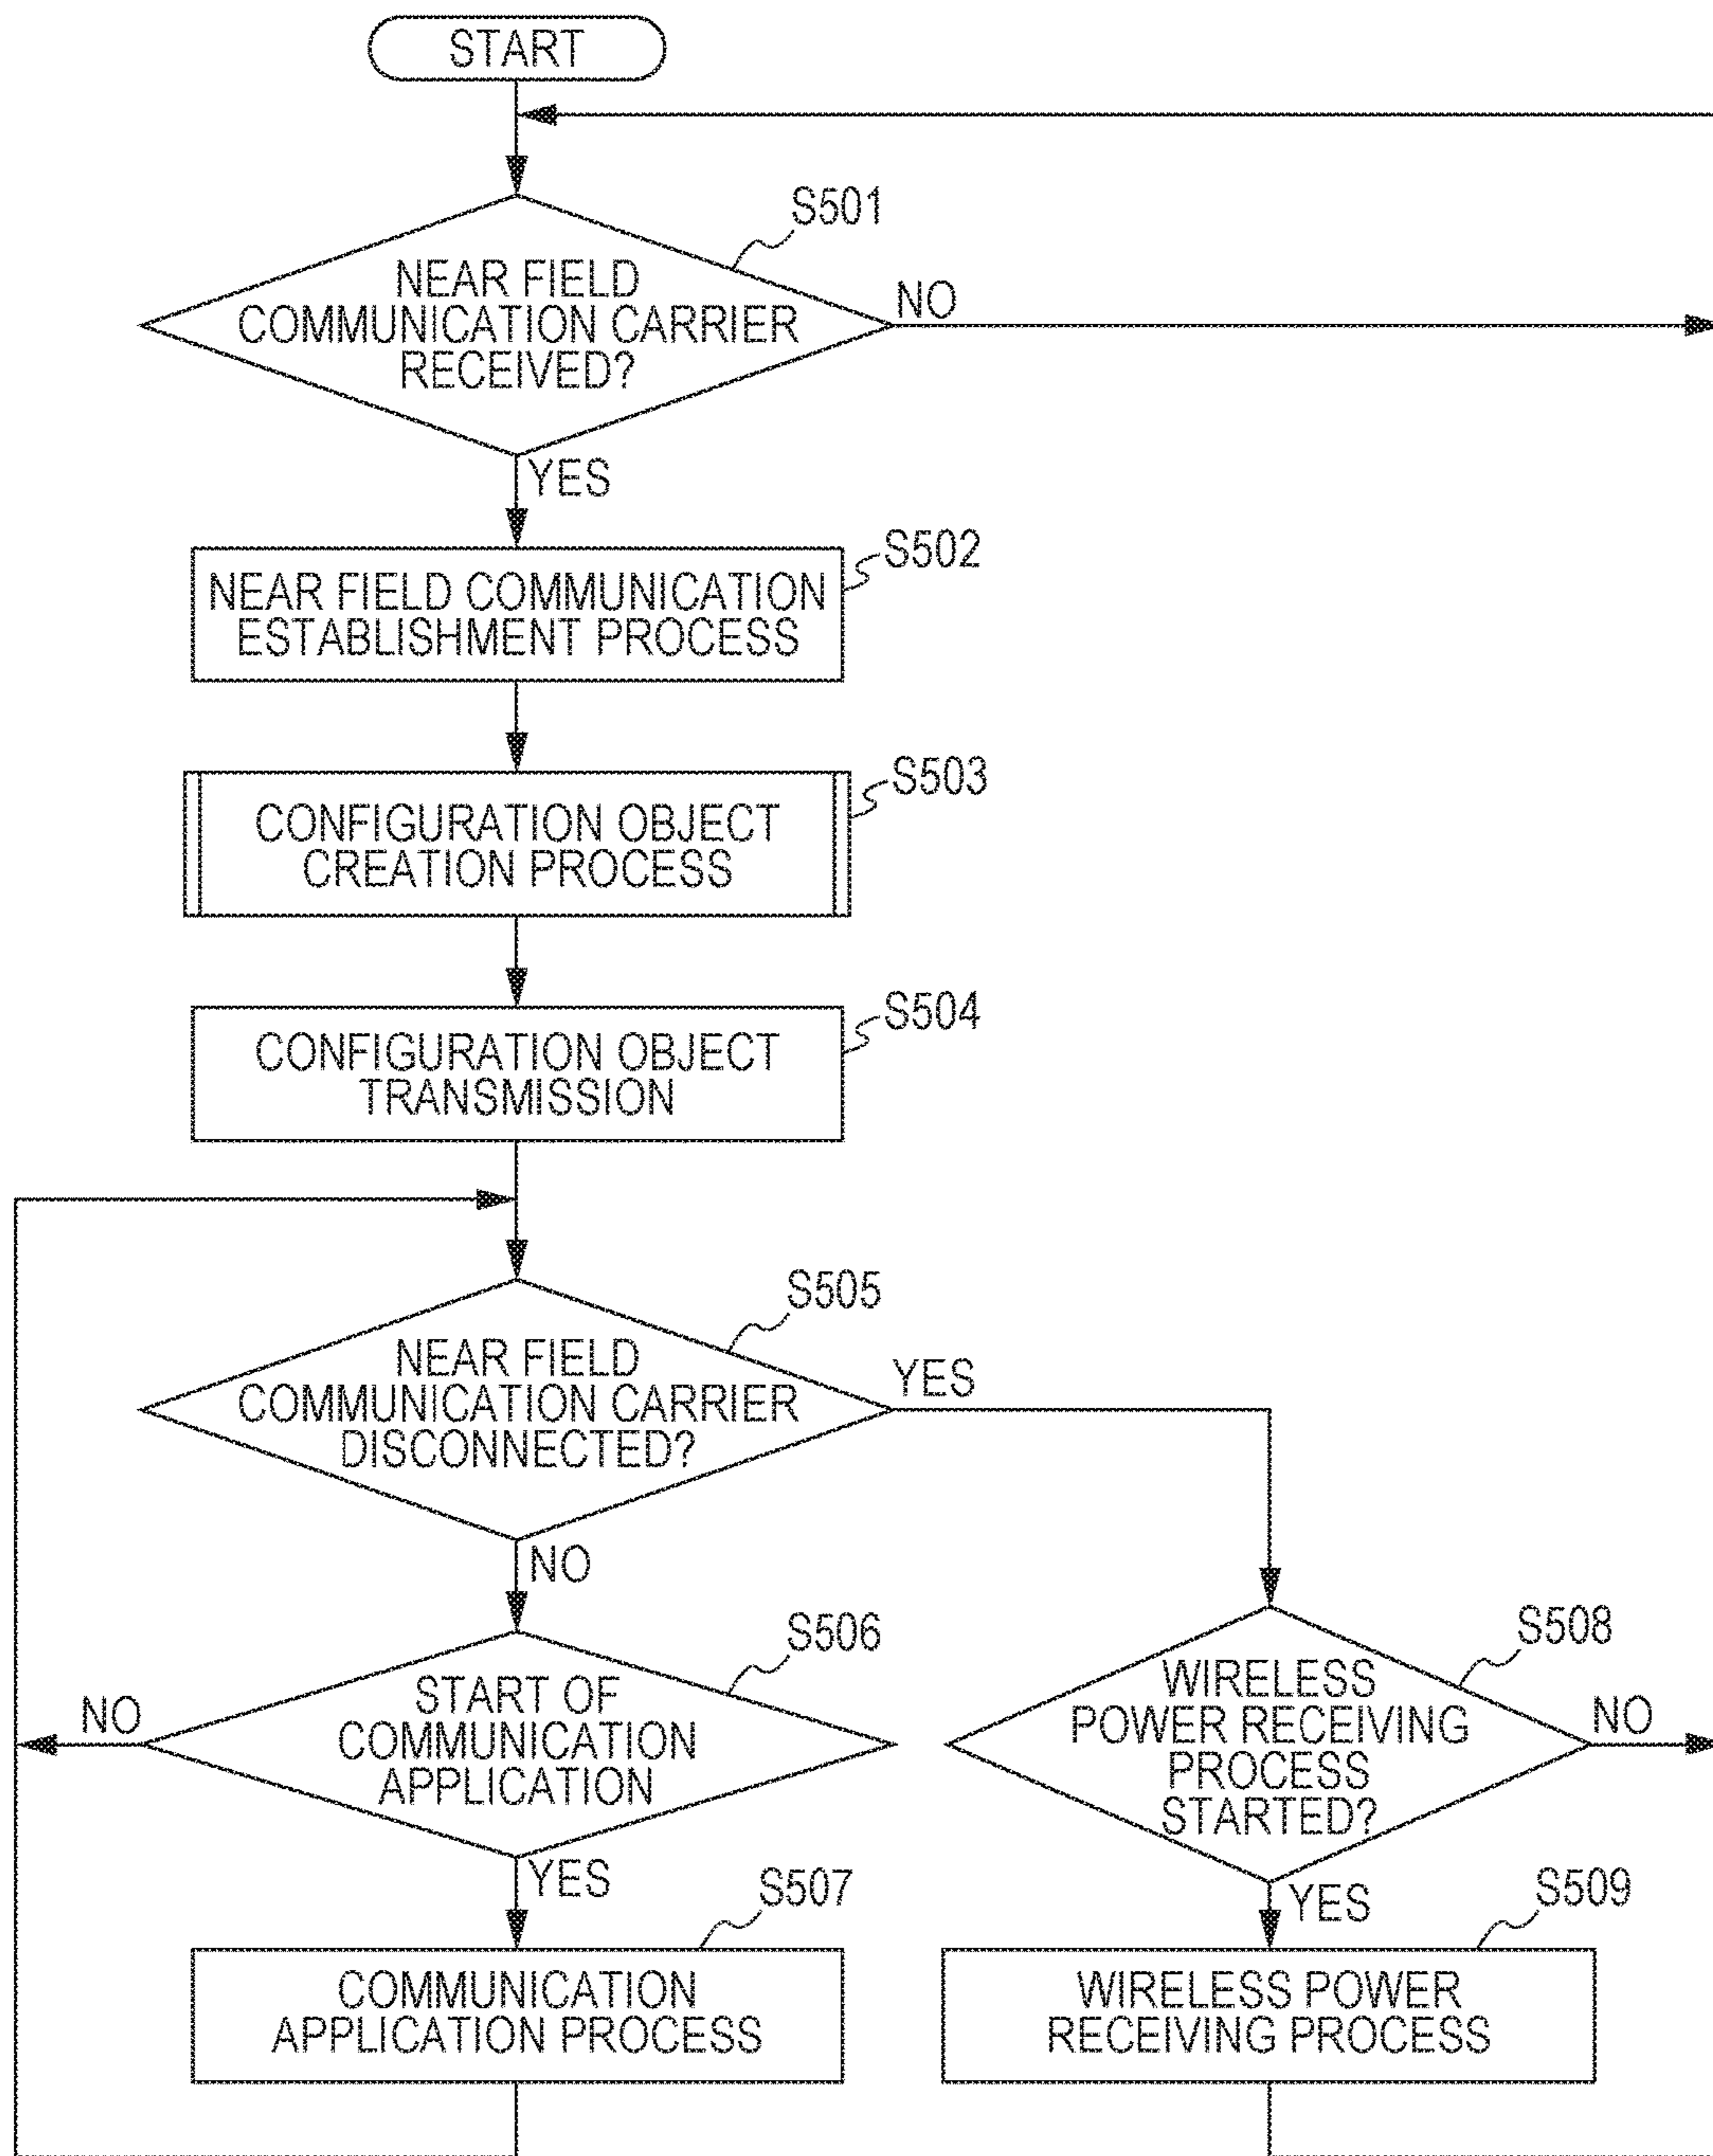 START
S501
NEAR FIELD
COMMUNICATION CARRIER
RECEIVED?
NO
YES
S502
NEAR FIELD COMMUNICATION
ESTABLISHMENT PROCESS
S503
CONFIGURATION OBJECT
CREATION PROCESS
S504
CONFIGURATION OBJECT
TRANSMISSION
S505
NEAR FIELD
COMMUNICATION CARRIER
DISCONNECTED?
YES
NO
S506
START OF
COMMUNICATION
APPLICATION
NO
YES
S508
WIRELESS
POWER RECEIVING
PROCESS
STARTED?
NO
YES
S507
COMMUNICATION
APPLICATION PROCESS
S509
WIRELESS POWER
RECEIVING PROCESS